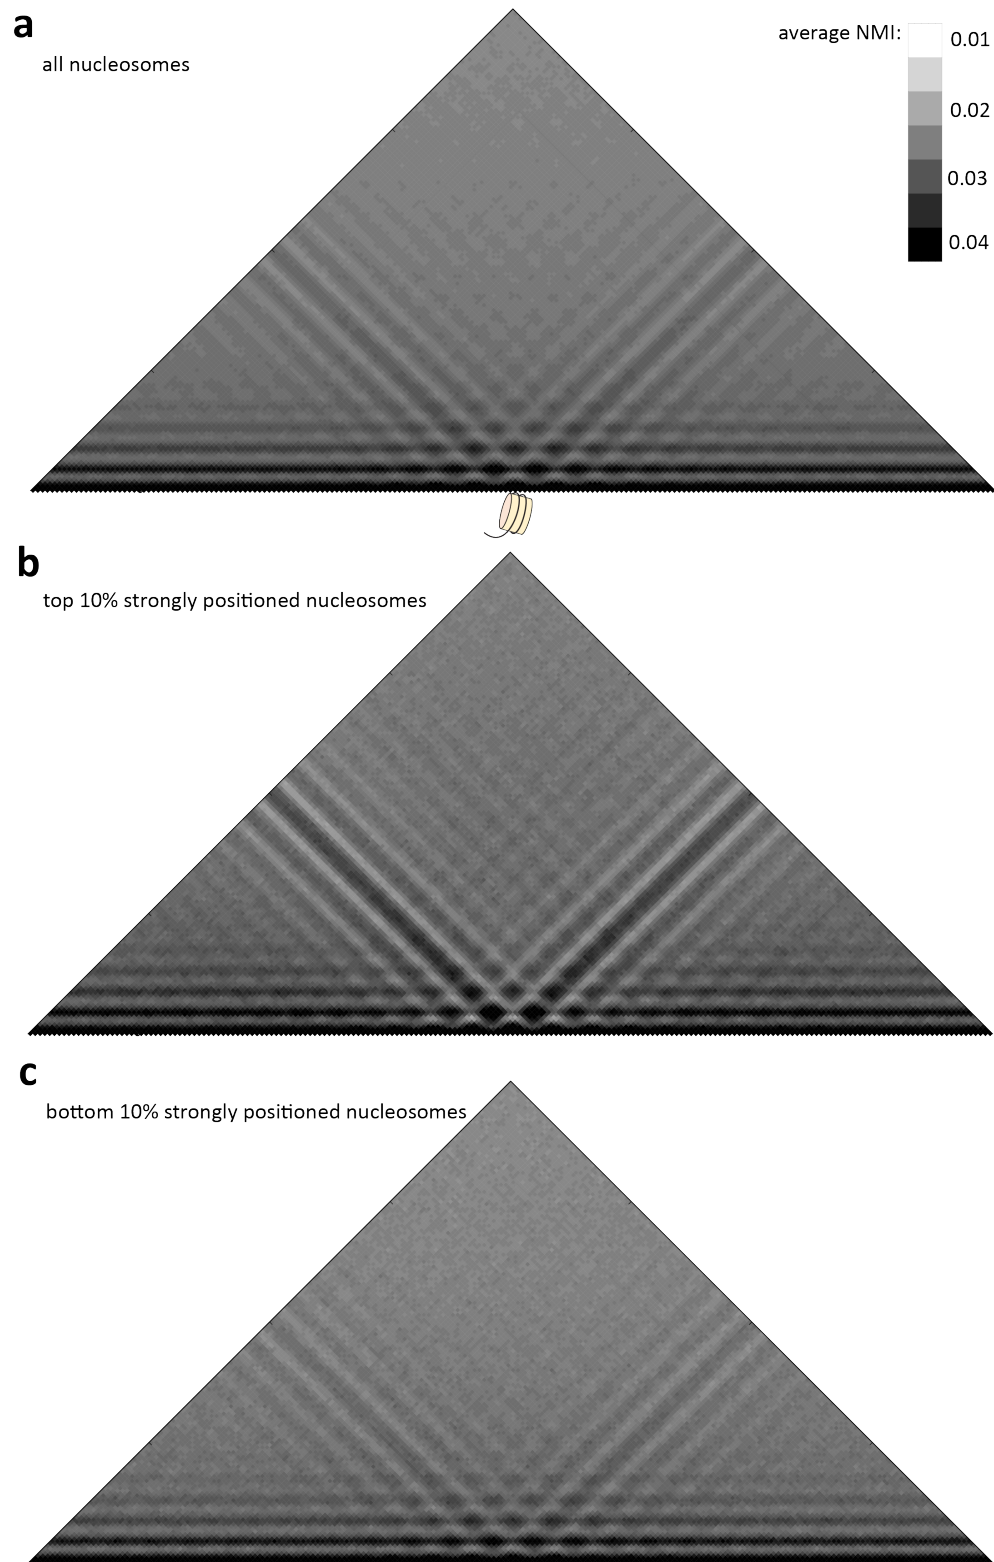 a
average NMI:
0.01
all nucleosomes
0.02
0.03
0.04
b
top 10% strongly positioned nucleosomes
c
bottom 10% strongly positioned nucleosomes